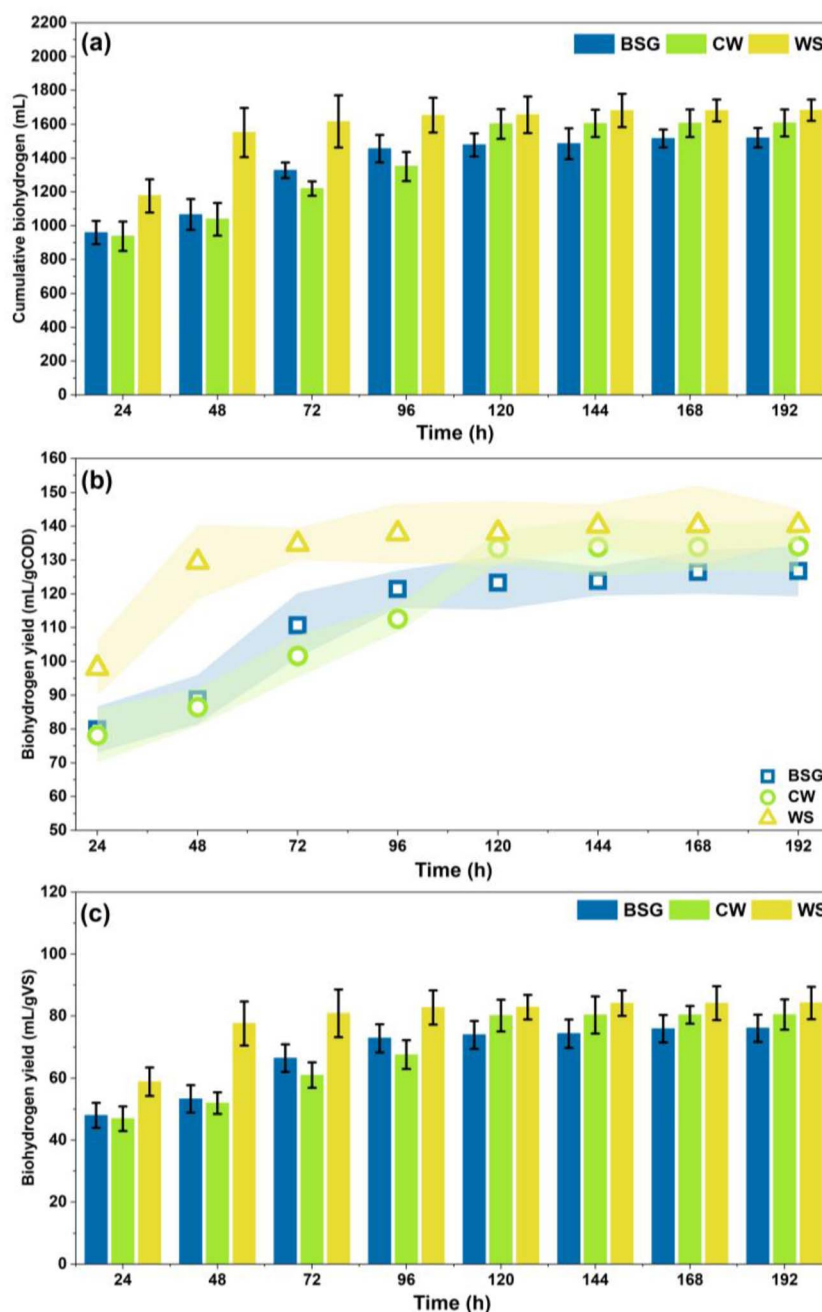 (a)
BSG CW WS
Cumulative biohydrogen (mL)
2200
2000
1800
1600
1400
1200
1000
800
600
400
200
0
24 48 72 96 120 144 168 192
Time (h)
(b)
Biohydrogen yield (mL/gCOD)
160
150
140
130
120
110
100
90
80
70
60
50
BSG
CW
WS
24 48 72 96 120 144 168 192
Time (h)
(c)
BSG CW WS
Biohydrogen yield (mL/gVS)
120
100
80
60
40
20
0
24 48 72 96 120 144 168 192
Time (h)